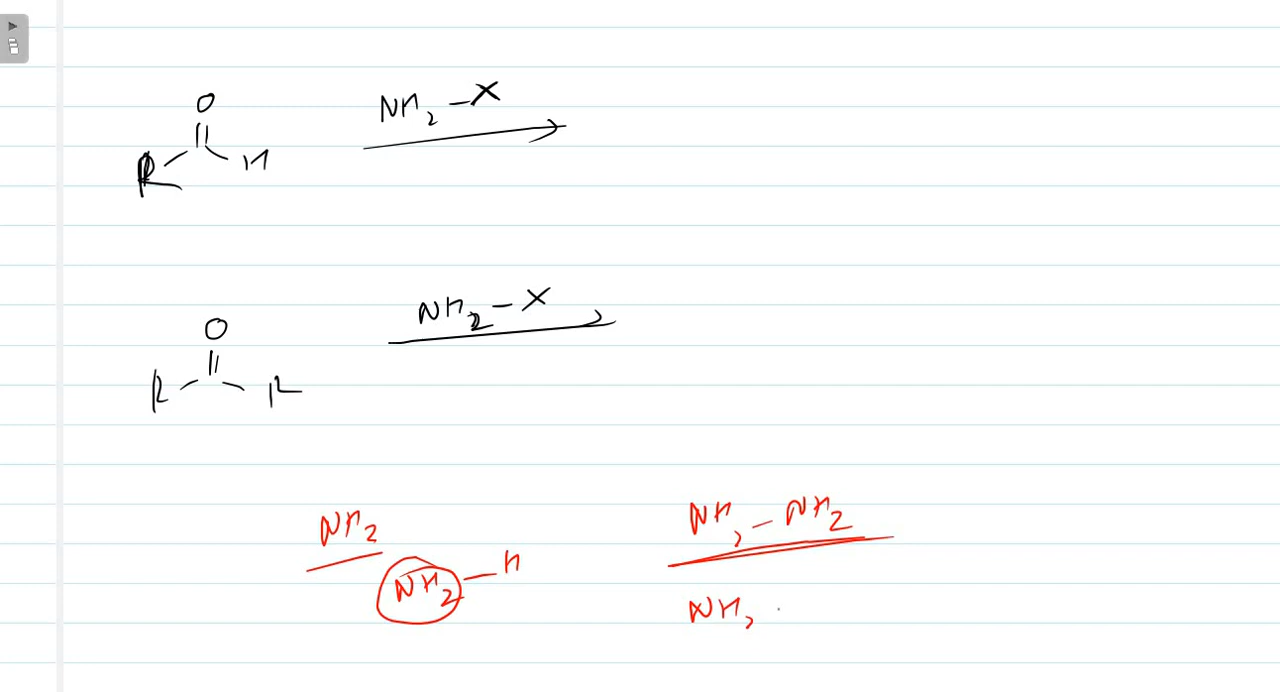 O
NH2 – X
||
R H
NH2 – X
O
||
R R
NH2 – NH2
NH2
NH2 – H
NH2